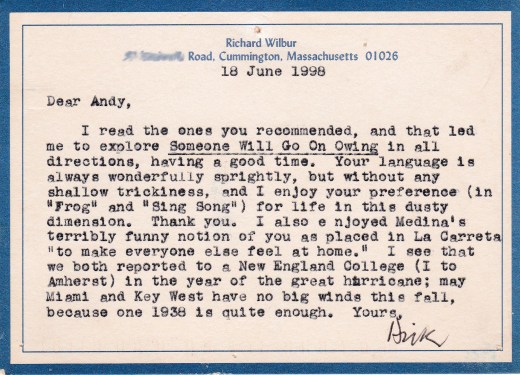 Richard Wilbur
Road, Cummington, Massachusetts 01026
18 June 1998
Dear Andy,
I read the ones you recommended, and that led
me to explore Someone Will Go On Owing in all
directions, having a good time. Your language is
always wonderfully sprightly, but without any
shallow trickiness, and I enjoy your preference (in
"Frog" and "Sing Song") for life in this dusty
dimension. Thank you. I also e njoyed Medina's
terribly funny notion of you as placed in La Carreta
"to make everyone else feel at home." I see that
we both reported to a New England College (I to
Amherst) in the year of the great hurricane; may
Miami and Key West have no big winds this fall,
because one 1938 is quite enough. Yours,
Dick